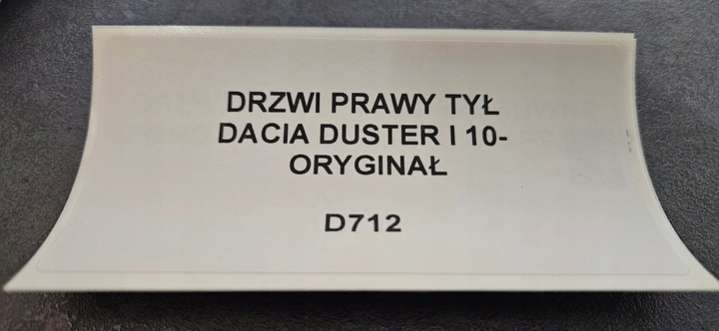 DRZWI PRAWY TYŁ
DACIA DUSTER I 10-
ORYGINAŁ
D712